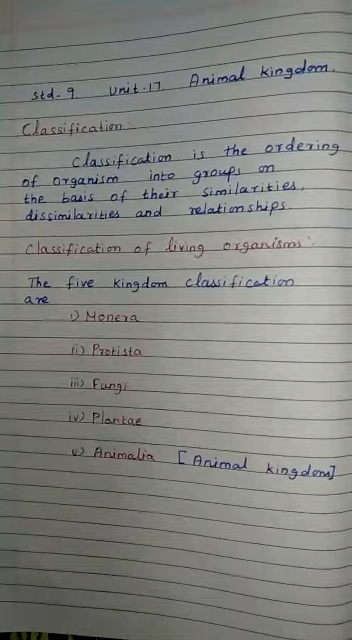 Std-9 Unit-17 Animal kingdom.
Classification:
Classification is the ordering
of organism into groups on
the basis of their similarities,
dissimilarities and relationships.
Classification of living organisms:
The five kingdom classification
are
i) Monera
ii) Protista
iii) Fungi
iv) Plantae
v) Animalia [Animal kingdom]